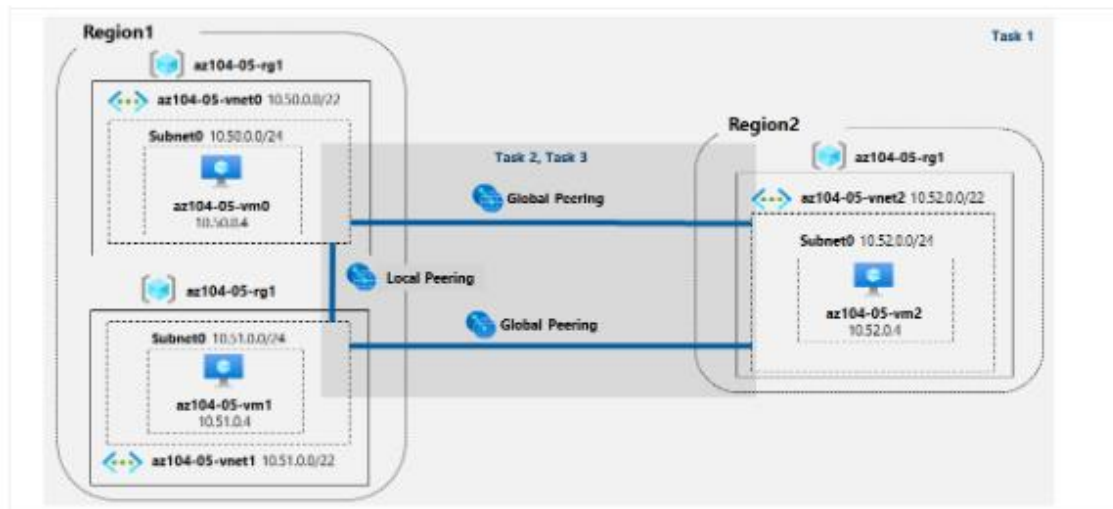 Region1
Task 1
az104-05-rg1
az104-05-vnet0 10.50.0.0/22
Subnet0 10.50.0.0/24
az104-05-vm0
10.50.0.4
Task 2, Task 3
Global Peering
Local Peering
Global Peering
az104-05-rg1
Subnet0 10.51.0.0/24
az104-05-vm1
10.51.0.4
az104-05-vnet1 10.51.0.0/22
Region2
az104-05-rg1
az104-05-vnet2 10.52.0.0/22
Subnet0 10.52.0.0/24
az104-05-vm2
10.52.0.4